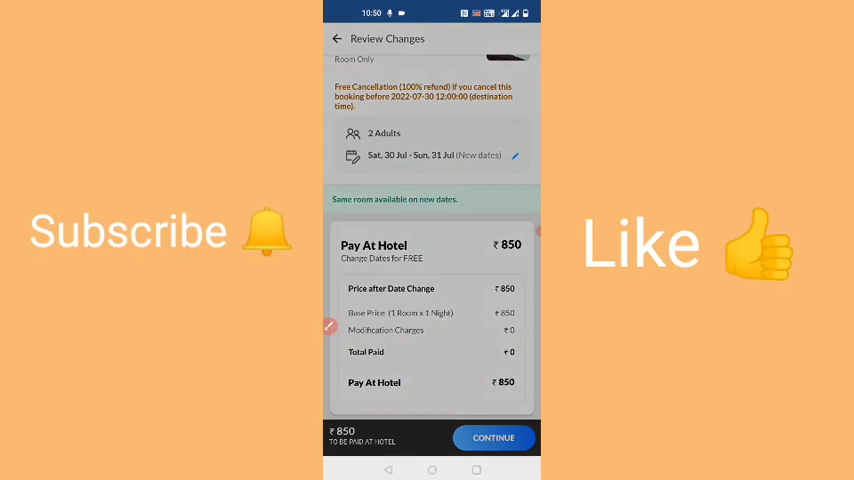 10:50
Review Changes
Room Only
Free Cancellation (100% refund) If you cancel this
booking before 2022-07-30 12:00:00 (destination
time).
2 Adults
Sat, 30 Jul - Sun, 31 Jul (New dates)
Same room available on new dates.
Pay At Hotel ₹ 850
Change Dates for FREE
Price after Date Change ₹ 850
Base Price (1 Room x 1 Night) ₹ 850
Modification Charges ₹ 0
Total Paid ₹ 0
Pay At Hotel ₹ 850
₹ 850
TO BE PAID AT HOTEL
CONTINUE
Subscribe
Like